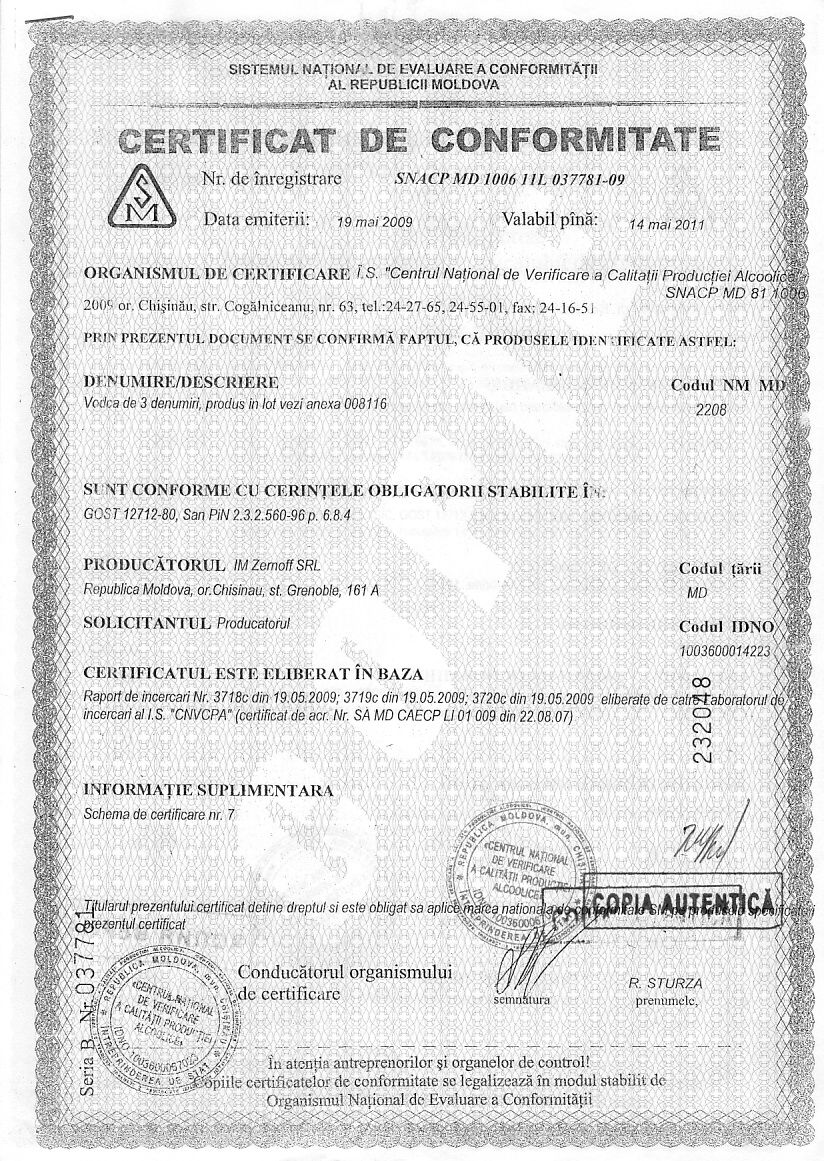 SISTEMUL NAȚIONAL DE EVALUARE A CONFORMITĂȚII
AL REPUBLICII MOLDOVA
CERTIFICAT DE CONFORMITATE
SM
Nr. de înregistrare SNACP MD 1006 11L 037781-09
Data emiterii: 19 mai 2009 Valabil pînă: 14 mai 2011
ORGANISMUL DE CERTIFICARE Î.S. "Centrul Național de Verificare a Calitații Producției Alcoolice"
SNACP MD 81 1006
2009 or. Chişinău, str. Cogălniceanu, nr. 63, tel.:24-27-65, 24-55-01, fax: 24-16-51
PRIN PREZENTUL DOCUMENT SE CONFIRMĂ FAPTUL, CĂ PRODUSELE IDENTIFICATE ASTFEL:
DENUMIRE/DESCRIERE Codul NM MD
Vodca de 3 denumiri, produs in lot vezi anexa 008116 2208
SUNT CONFORME CU CERINȚELE OBLIGATORII STABILITE ÎN:
GOST 12712-80, San PiN 2.3.2.560-96 p. 6.8.4
PRODUCĂTORUL IM Zernoff SRL Codul țării
Republica Moldova, or.Chisinau, st. Grenoble, 161 A MD
SOLICITANTUL Producatorul Codul IDNO
1003600014223
CERTIFICATUL ESTE ELIBERAT ÎN BAZA
Raport de incercari Nr. 3718c din 19.05.2009; 3719c din 19.05.2009; 3720c din 19.05.2009 eliberate de catre Laboratorul de
incercari al I.S. "CNVCPA" (certificat de acr. Nr. SA MD CAECP LI 01 009 din 22.08.07)
232048
INFORMAȚIE SUPLIMENTARA
Schema de certificare nr. 7
COPIE
REPUBLICA MOLDOVA, mun. CHIȘINĂU
«CENTRUL NAȚIONAL
DE VERIFICARE
A CALITĂȚII PRODUCȚIEI
ALCOOLICE»
COPIA AUTENTICĂ
Titularul prezentului certificat detine dreptul si este obligat sa aplice marca nationala de conformitate SM pe produsele specificate
prezentul certificat
Seria B Nr. 037781
REPUBLICA MOLDOVA, mun. CHIȘINĂU
«CENTRUL NAȚIONAL
DE VERIFICARE
A CALITĂȚII PRODUCȚIEI
ALCOOLICE»
ÎNTREPRINDEREA DE STAT
Conducătorul organismului
de certificare
semnătura
R. STURZA
prenumele,
În atenția antreprenorilor şi organelor de control!
Copiile certificatelor de conformitate se legalizează în modul stabilit de
Organismul Național de Evaluare a Conformității